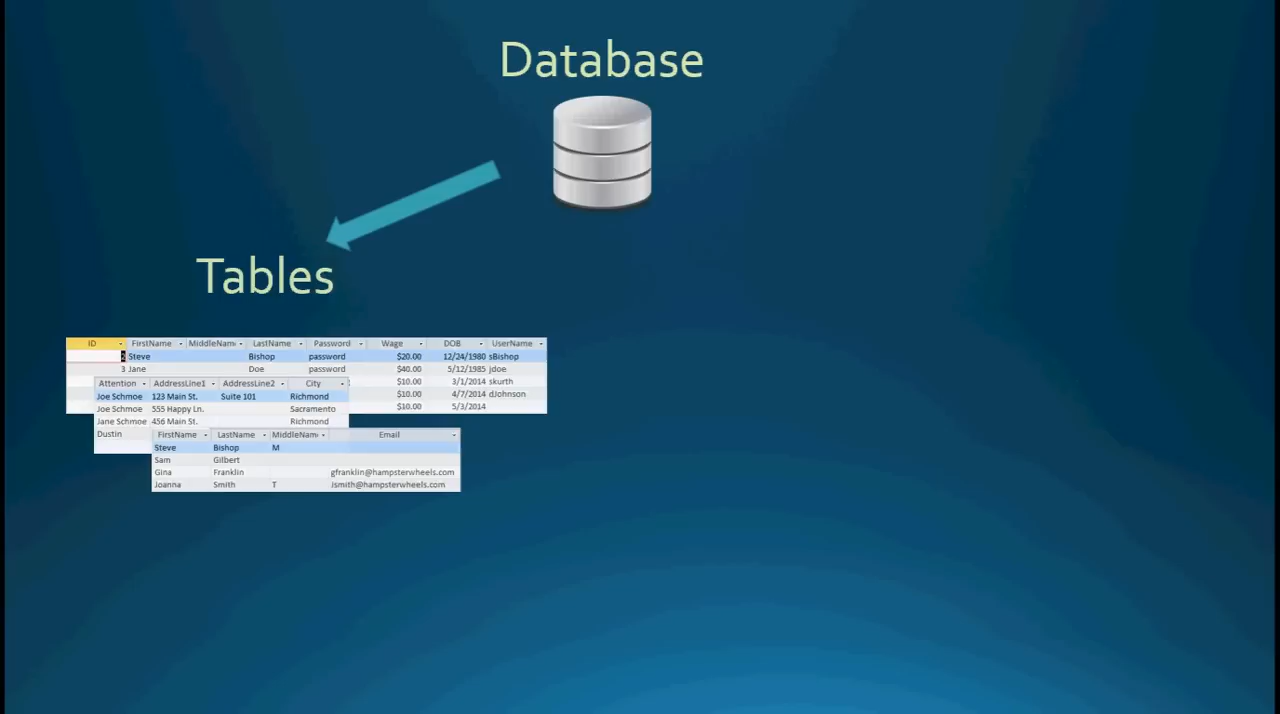 Database
Tables
ID FirstName MiddleName LastName Password Wage DOB UserName
2 Steve Bishop password $20.00 12/24/1980 sBishop
3 Jane Doe password $40.00 5/12/1985 jdoe
$10.00 3/1/2014 skurth
$10.00 4/7/2014 dJohnson
$10.00 5/3/2014
Attention AddressLine1 AddressLine2 City
Joe Schmoe 123 Main St. Suite 101 Richmond
Joe Schmoe 555 Happy Ln. Sacramento
Jane Schmoe 456 Main St. Richmond
Dustin
FirstName LastName MiddleNam Email
Steve Bishop M
Sam Gilbert
Gina Franklin gfranklin@hampsterwheels.com
Joanna Smith T Jsmith@hampsterwheels.com